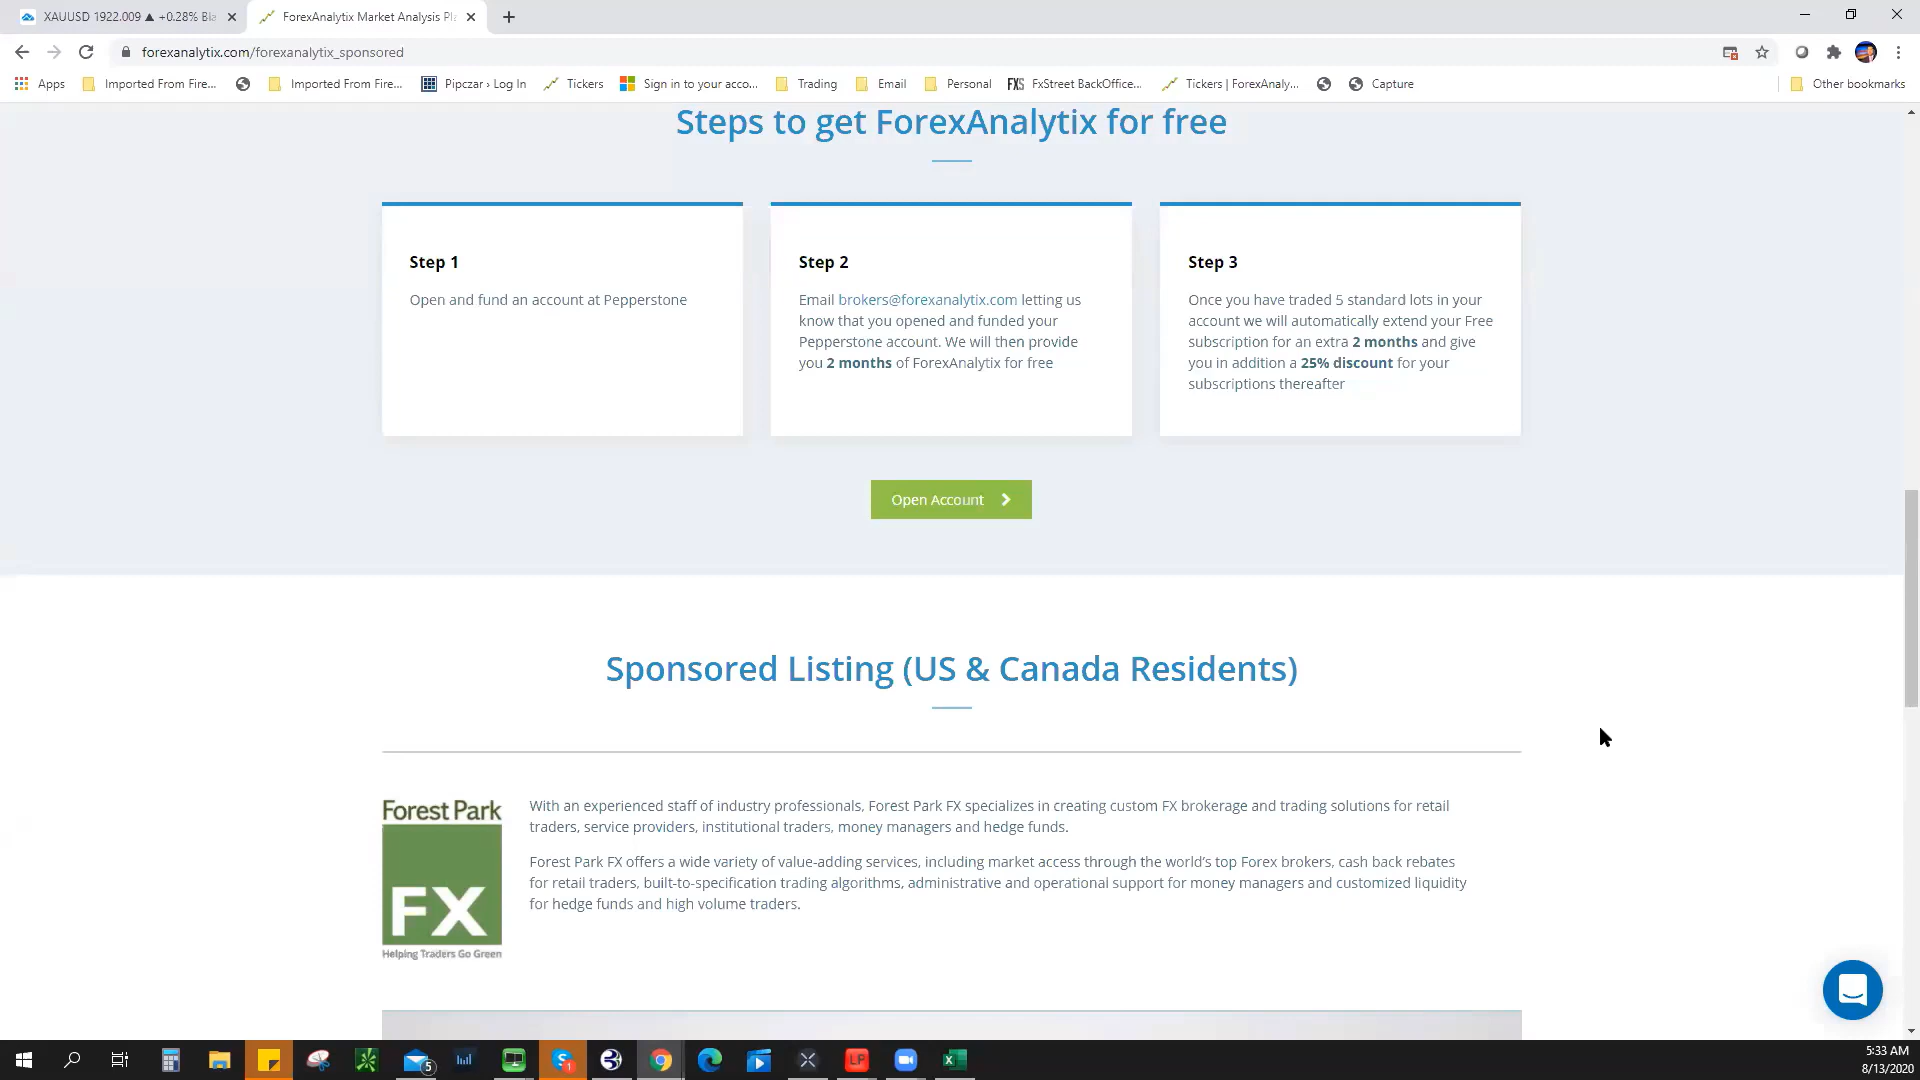 XAUUSD 1922.009 ▲ +0.28% Bla
ForexAnalytix Market Analysis Pla
forexanalytix.com/forexanalytix_sponsored
Apps
Imported From Fire...
Imported From Fire...
Pipczar › Log In
Tickers
Sign in to your acco...
Trading
Email
Personal
FXS FxStreet BackOffice...
Tickers | ForexAnaly...
Capture
Other bookmarks
Steps to get ForexAnalytix for free
Step 1
Open and fund an account at Pepperstone
Step 2
Email brokers@forexanalytix.com letting us
know that you opened and funded your
Pepperstone account. We will then provide
you 2 months of ForexAnalytix for free
Step 3
Once you have traded 5 standard lots in your
account we will automatically extend your Free
subscription for an extra 2 months and give
you in addition a 25% discount for your
subscriptions thereafter
Open Account
Sponsored Listing (US & Canada Residents)
Forest Park
FX
Helping Traders Go Green
With an experienced staff of industry professionals, Forest Park FX specializes in creating custom FX brokerage and trading solutions for retail
traders, service providers, institutional traders, money managers and hedge funds.
Forest Park FX offers a wide variety of value-adding services, including market access through the world's top Forex brokers, cash back rebates
for retail traders, built-to-specification trading algorithms, administrative and operational support for money managers and customized liquidity
for hedge funds and high volume traders.
5
1
LP
5:33 AM
8/13/2020